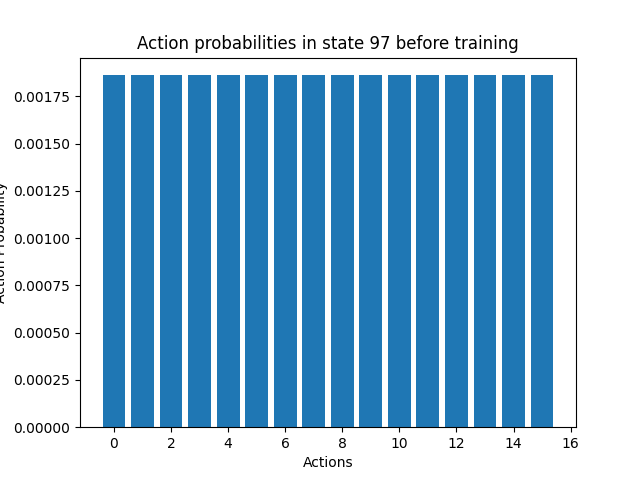 Action probabilities in state 97 before training
0.00175
0.00150
0.00125
0.00100
0.00075
0.00050
0.00025
0.00000
Action Probability
0 2 4 6 8 10 12 14 16
Actions